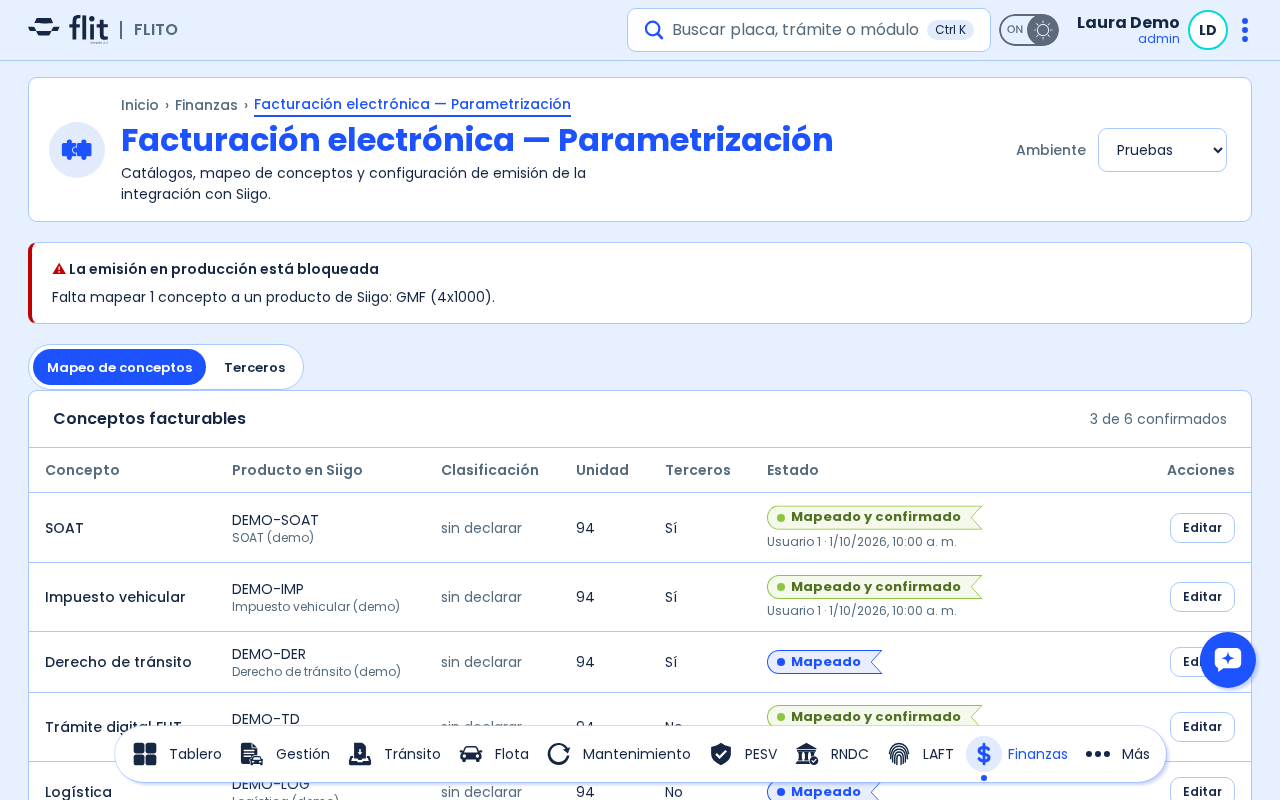 flit | FLITO
Buscar placa, trámite o módulo
Ctrl K
ON
Laura Demo
admin
LD
Inicio › Finanzas › Facturación electrónica — Parametrización
Facturación electrónica — Parametrización
Catálogos, mapeo de conceptos y configuración de emisión de la
integración con Siigo.
Ambiente
Pruebas
La emisión en producción está bloqueada
Falta mapear 1 concepto a un producto de Siigo: GMF (4x1000).
Mapeo de conceptos
Terceros
Conceptos facturables
3 de 6 confirmados
Concepto Producto en Siigo Clasificación Unidad Terceros Estado Acciones
SOAT DEMO-SOAT sin declarar 94 Sí Mapeado y confirmado Editar
SOAT (demo) Usuario 1 · 1/10/2026, 10:00 a. m.
Impuesto vehicular DEMO-IMP sin declarar 94 Sí Mapeado y confirmado Editar
Impuesto vehicular (demo) Usuario 1 · 1/10/2026, 10:00 a. m.
Derecho de tránsito DEMO-DER sin declarar 94 Sí Mapeado
Derecho de tránsito (demo)
Trámite digital FLIT DEMO-TD sin declarar 94 No Mapeado y confirmado Editar
Tablero Gestión Tránsito Flota Mantenimiento PESV RNDC LAFT Finanzas Más
Logística DEMO-LOG sin declarar 94 No Mapeado Editar